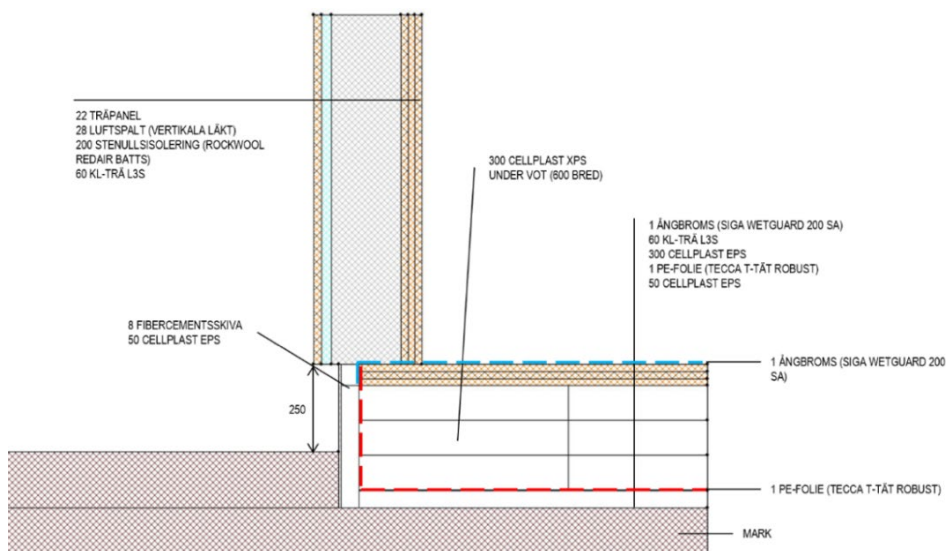 22 TRÄPANEL
28 LUFTSPALT (VERTIKALA LÄKT)
200 STENULLSISOLERING (ROCKWOOL
REDAIR BATTS)
60 KL-TRÄ L3S
300 CELLPLAST XPS
UNDER VOT (600 BRED)
1 ÅNGBROMS (SIGA WETGUARD 200 SA)
60 KL-TRÄ L3S
300 CELLPLAST EPS
1 PE-FOLIE (TECCA T-TÄT ROBUST)
50 CELLPLAST EPS
8 FIBERCEMENTSSKIVA
50 CELLPLAST EPS
1 ÅNGBROMS (SIGA WETGUARD 200
SA)
250
1 PE-FOLIE (TECCA T-TÄT ROBUST)
MARK